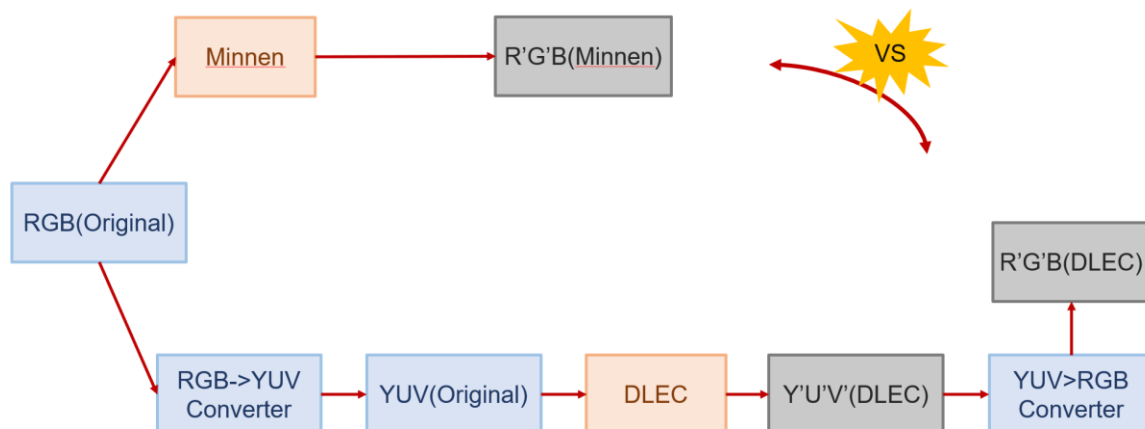 Minnen
R'G'B(Minnen)
VS
RGB(Original)
R'G'B(DLEC)
RGB->YUV
Converter
YUV(Original)
DLEC
Y'U'V'(DLEC)
YUV>RGB
Converter